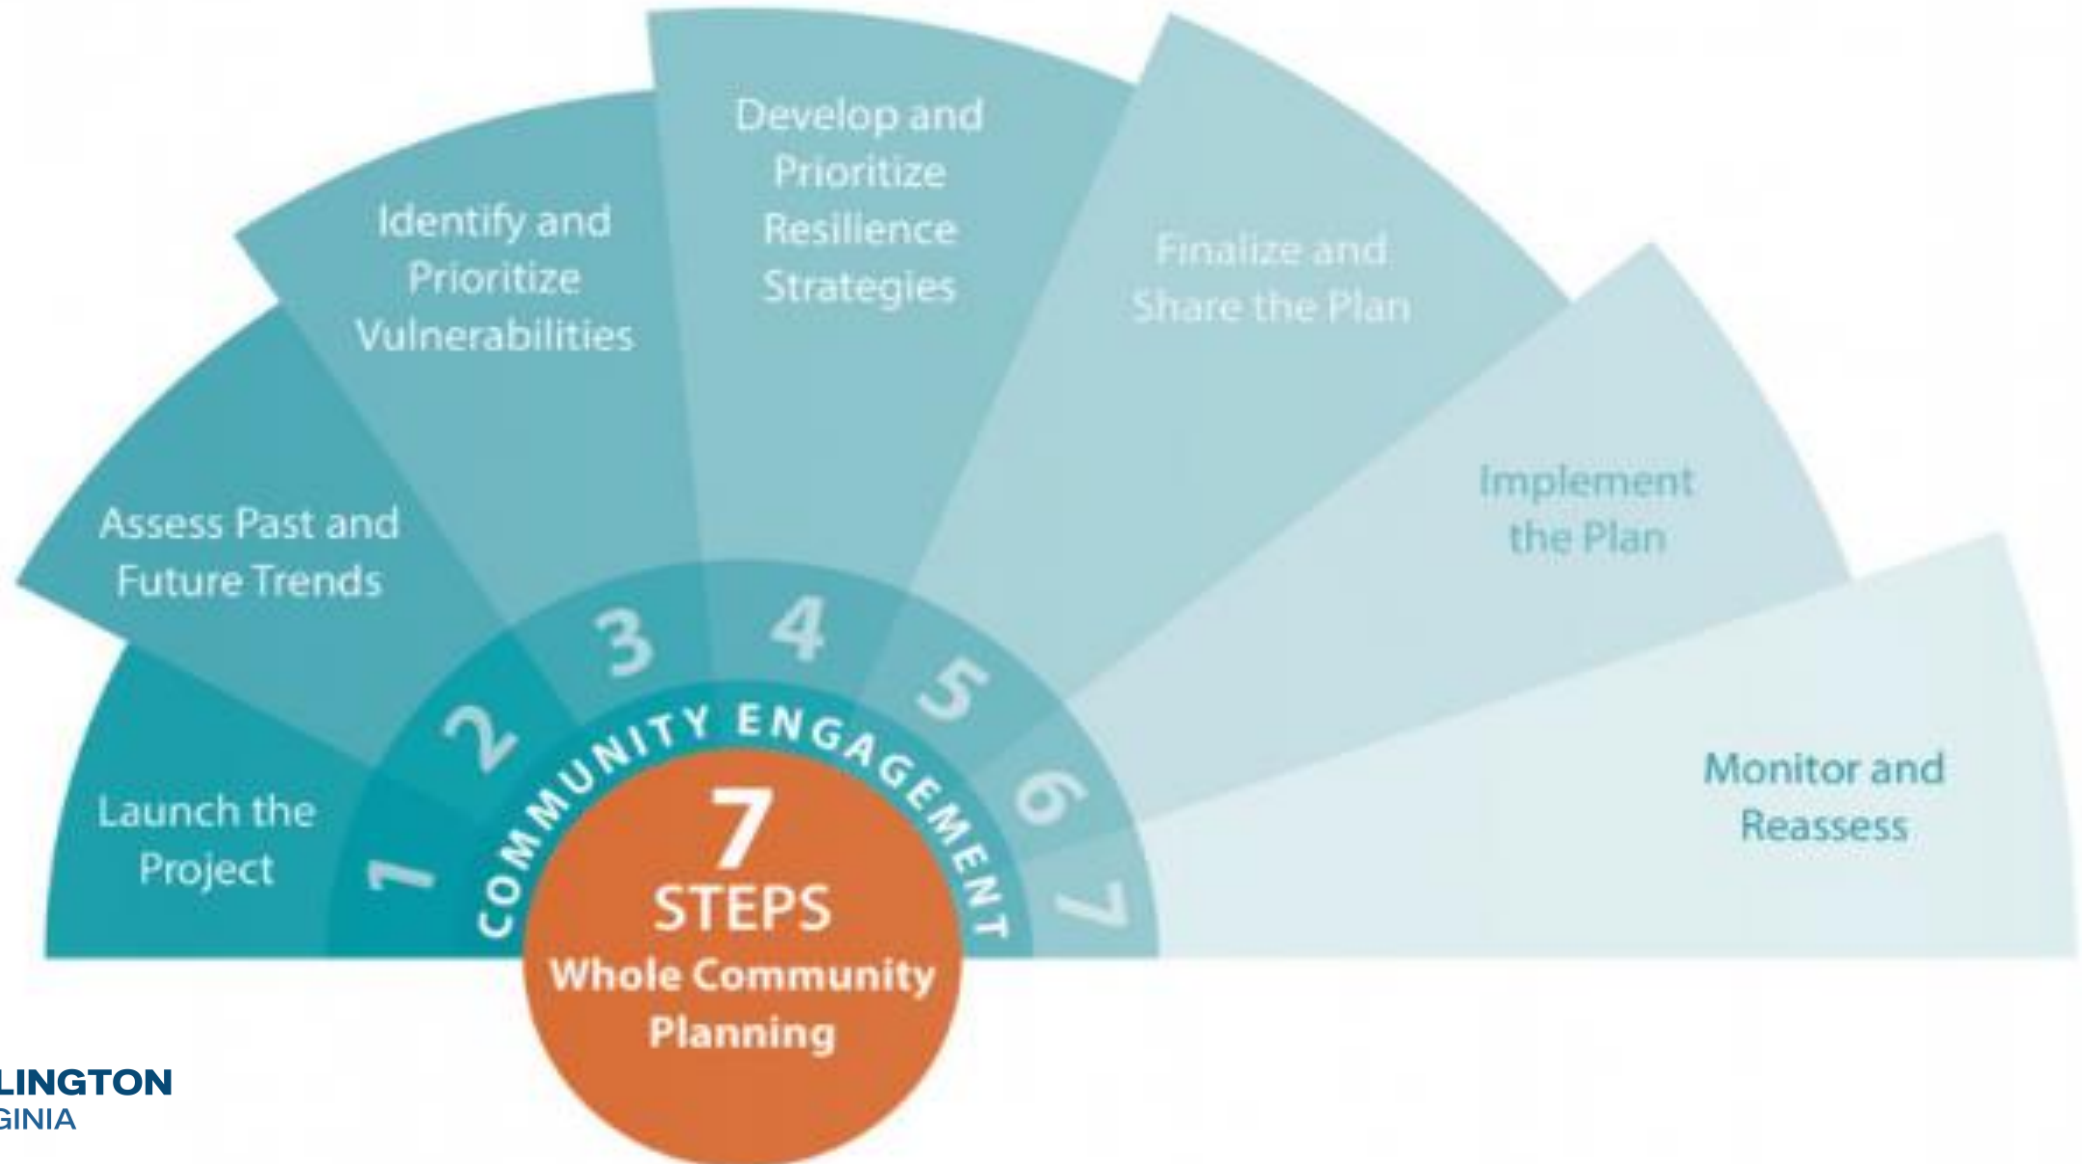 Launch the
Project
Assess Past and
Future Trends
Identify and
Prioritize
Vulnerabilities
Develop and
Prioritize
Resilience
Strategies
Finalize and
Share the Plan
Implement
the Plan
Monitor and
Reassess
1
2
3
4
5
6
7
COMMUNITY ENGAGEMENT
7
STEPS
Whole Community
Planning
LINGTON
GINIA